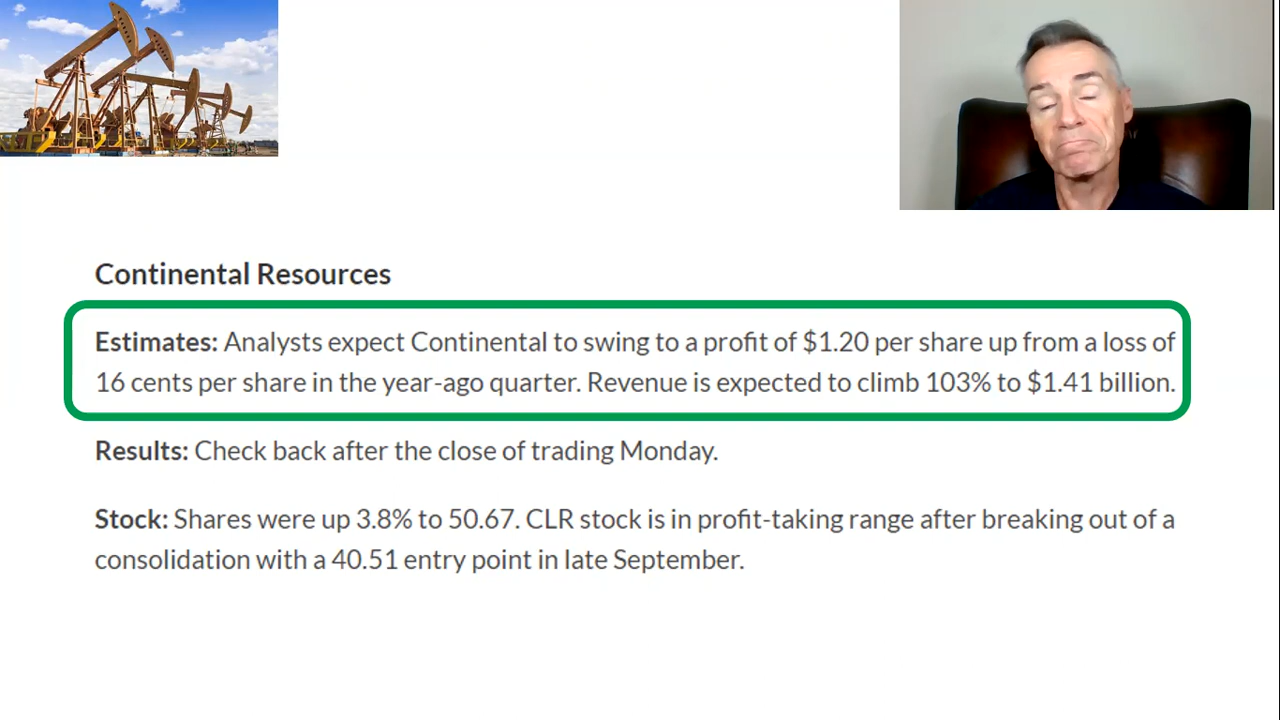 Continental Resources
Estimates: Analysts expect Continental to swing to a profit of $1.20 per share up from a loss of
16 cents per share in the year-ago quarter. Revenue is expected to climb 103% to $1.41 billion.
Results: Check back after the close of trading Monday.
Stock: Shares were up 3.8% to 50.67. CLR stock is in profit-taking range after breaking out of a
consolidation with a 40.51 entry point in late September.